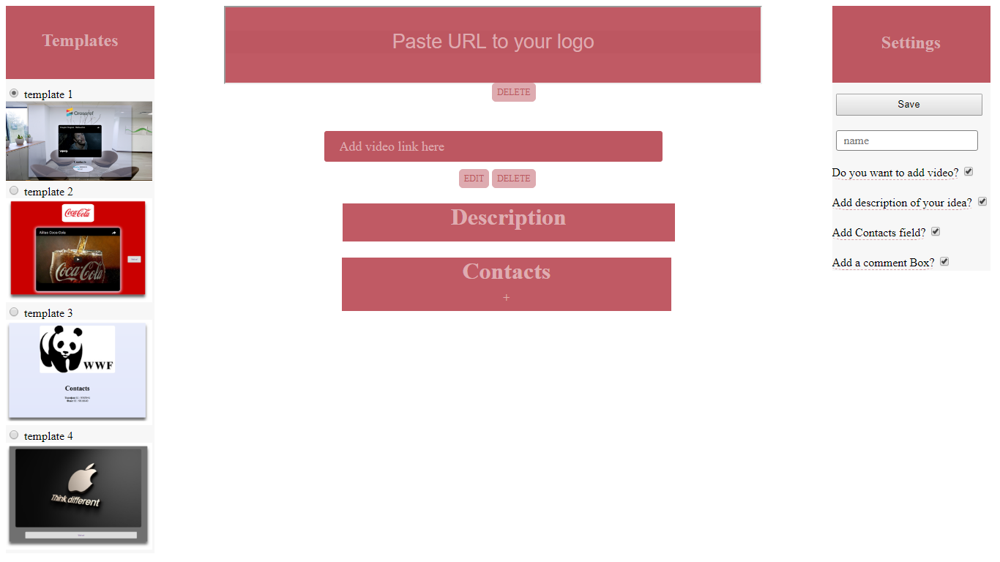 Templates
template 1
Crossref
vevo
Contacts
template 2
Coca-Cola
Coca-Cola
template 3
WWF
Contacts
template 4
Think different
Paste URL to your logo
DELETE
Add video link here
EDIT DELETE
Description
Contacts
+
Settings
Save
name
Do you want to add video?
Add description of your idea?
Add Contacts field?
Add a comment Box?